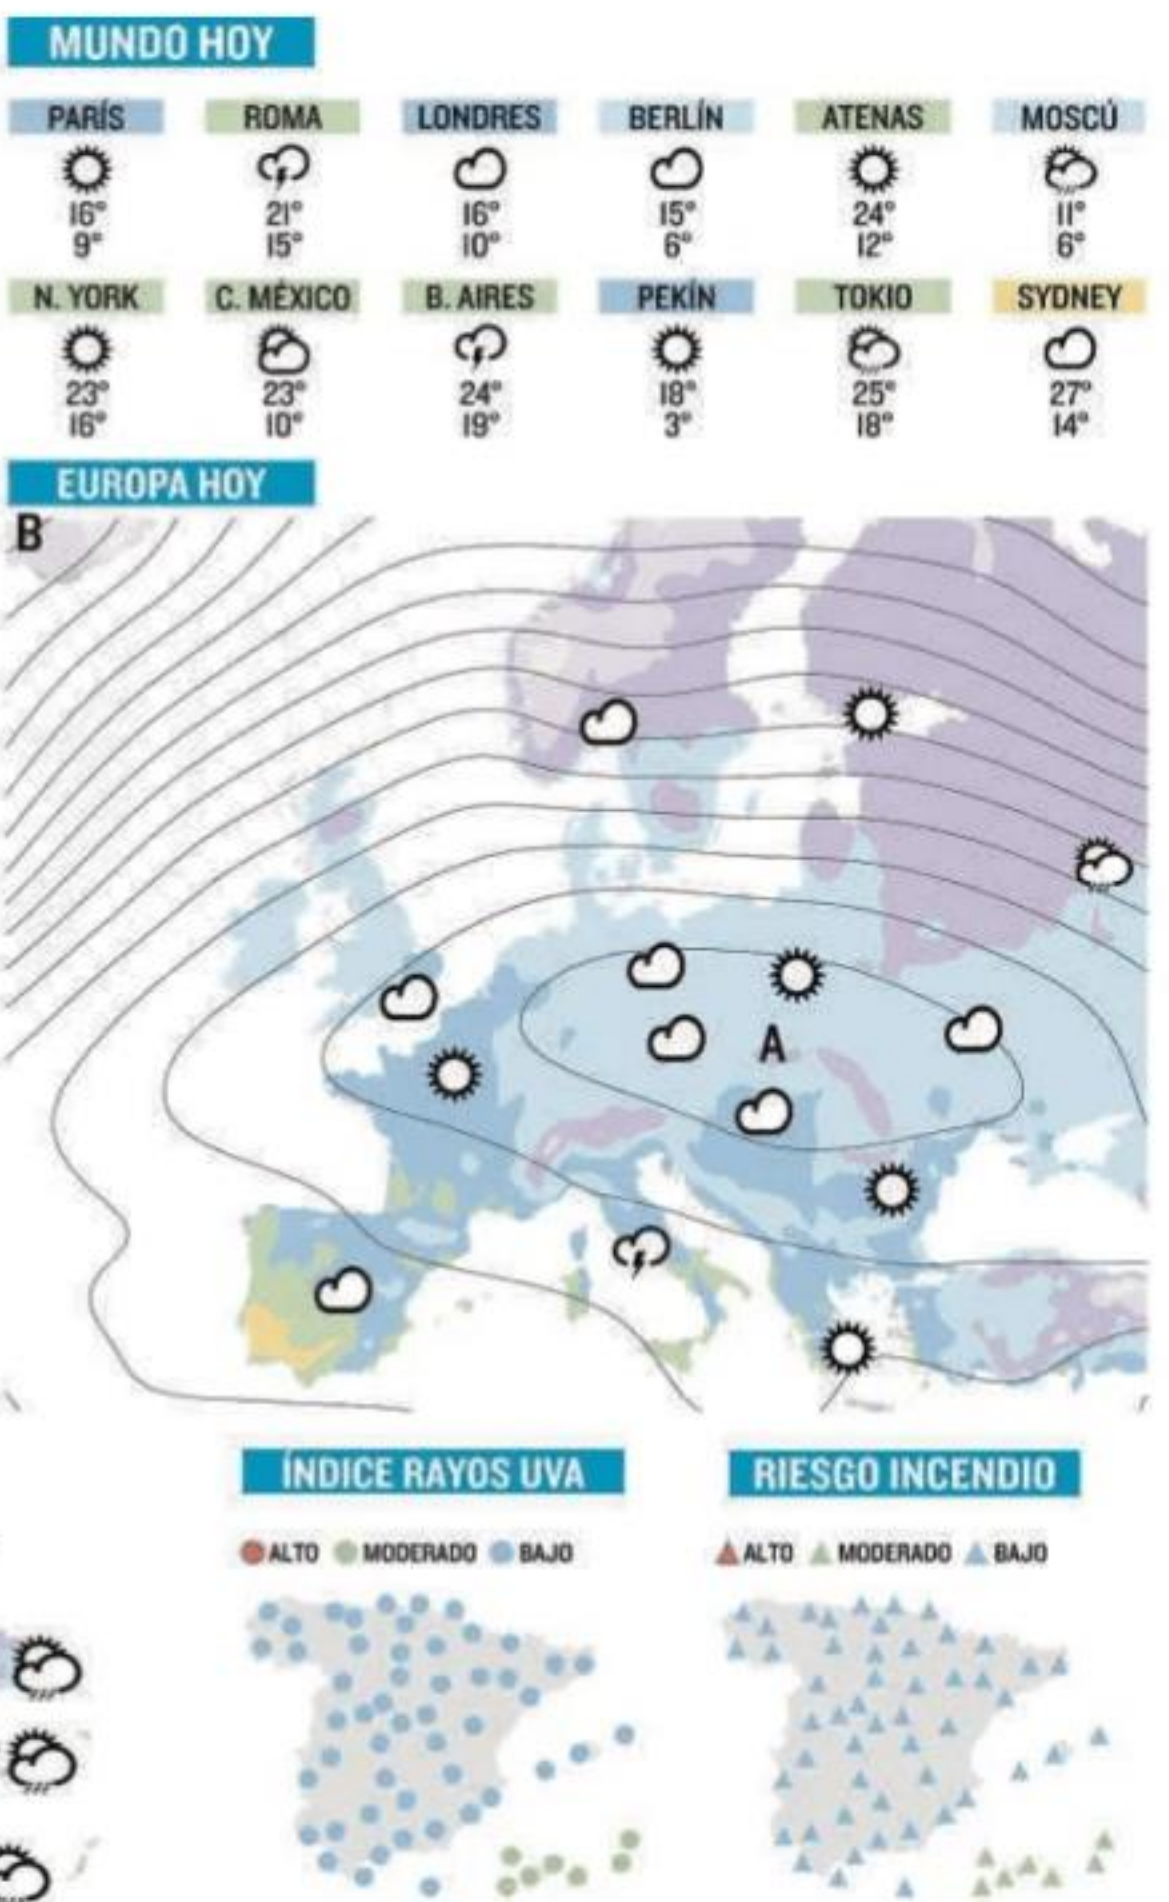 MUNDO HOY
PARÍS ROMA LONDRES BERLÍN ATENAS MOSCÚ
16° 21° 16° 15° 24° 11°
9° 15° 10° 6° 12° 6°
N. YORK C. MÉXICO B. AIRES PEKÍN TOKIO SYDNEY
23° 23° 24° 18° 25° 27°
16° 10° 19° 3° 18° 14°
EUROPA HOY
B
A
ÍNDICE RAYOS UVA RIESGO INCENDIO
ALTO MODERADO BAJO ALTO MODERADO BAJO